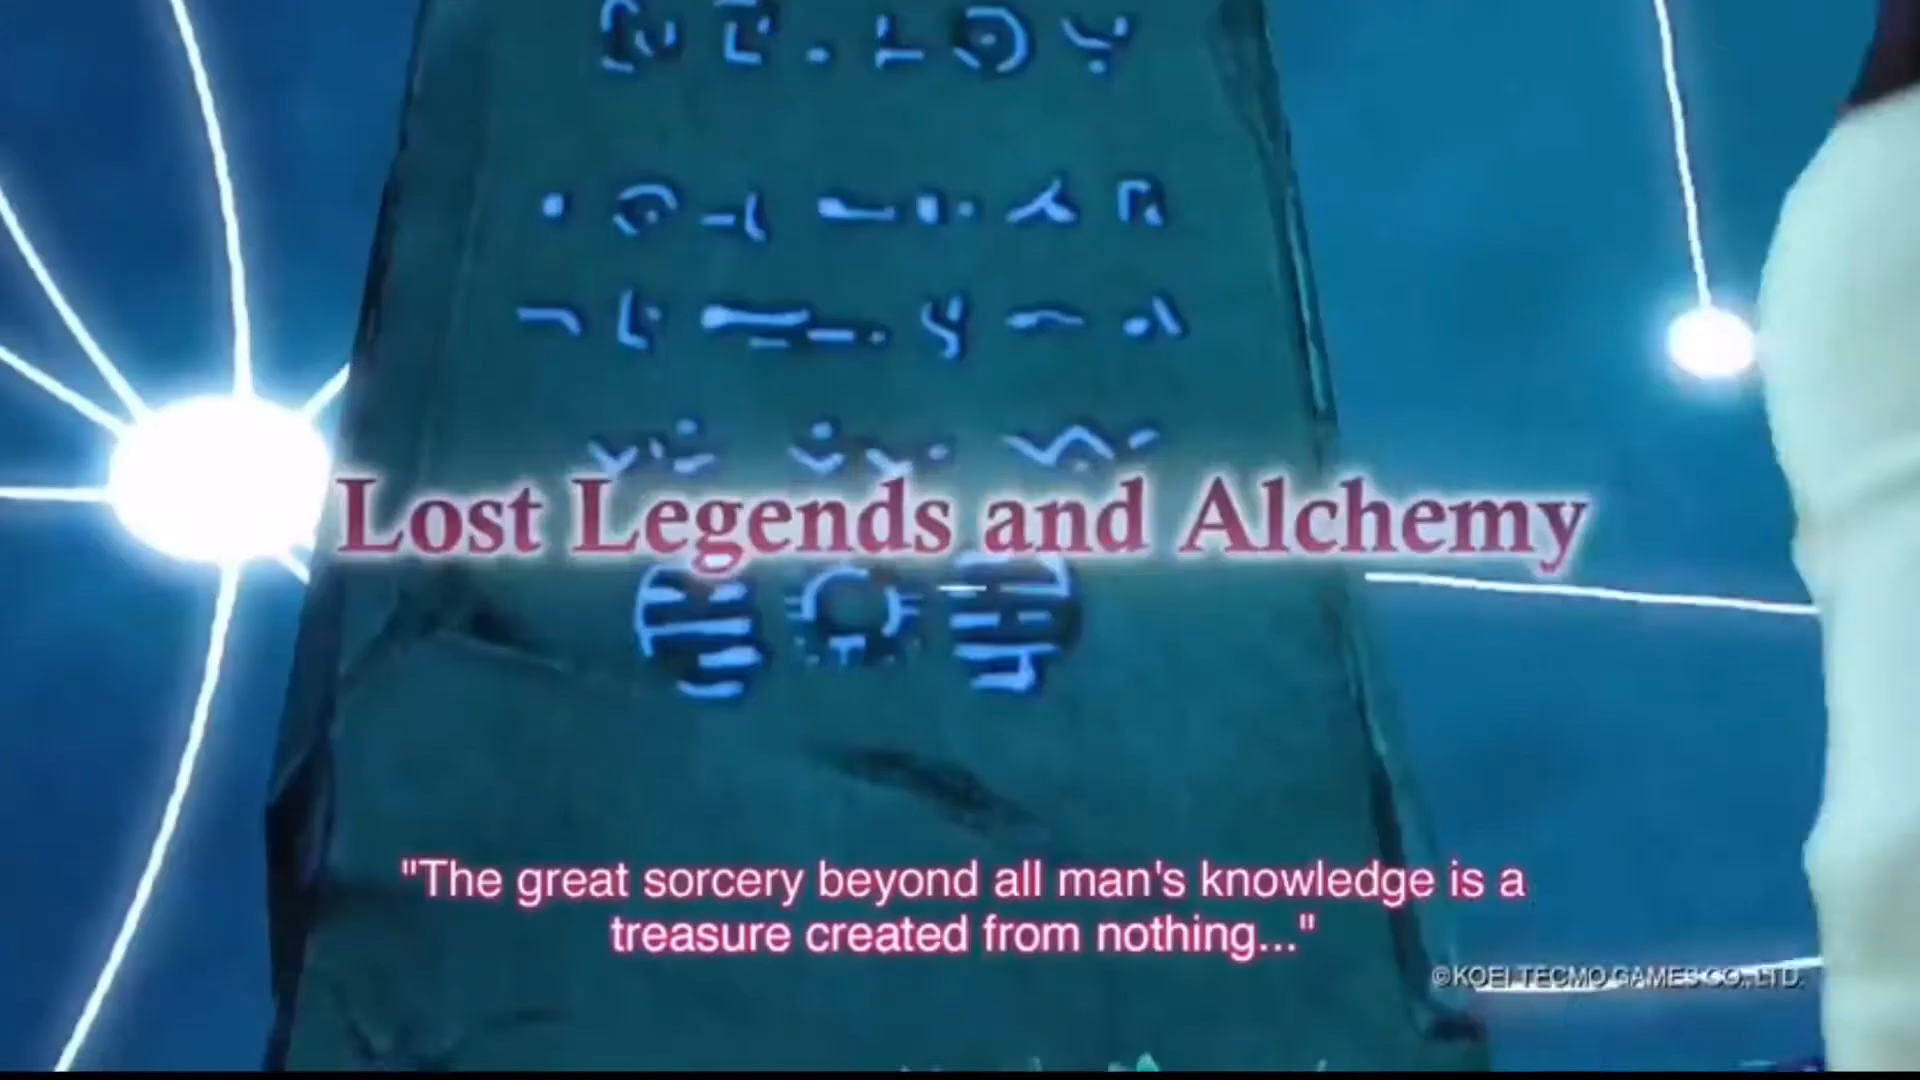 Lost Legends and Alchemy
"The great sorcery beyond all man's knowledge is a
treasure created from nothing..."
©KOEI TECMO GAMES CO., LTD.